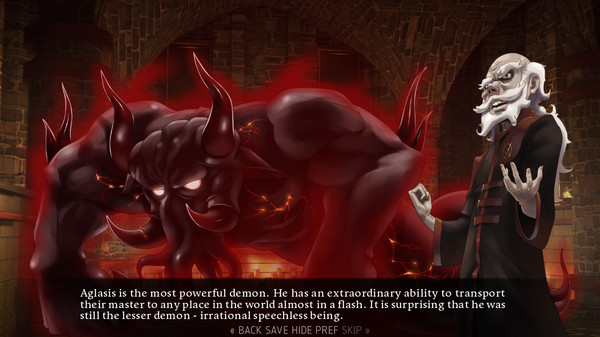 Aglasis is the most powerful demon. He has an extraordinary ability to transport
their master to any place in the world almost in a flash. It is surprising that he was
still the lesser demon - irrational speechless being.
« BACK SAVE HIDE PREF SKIP »